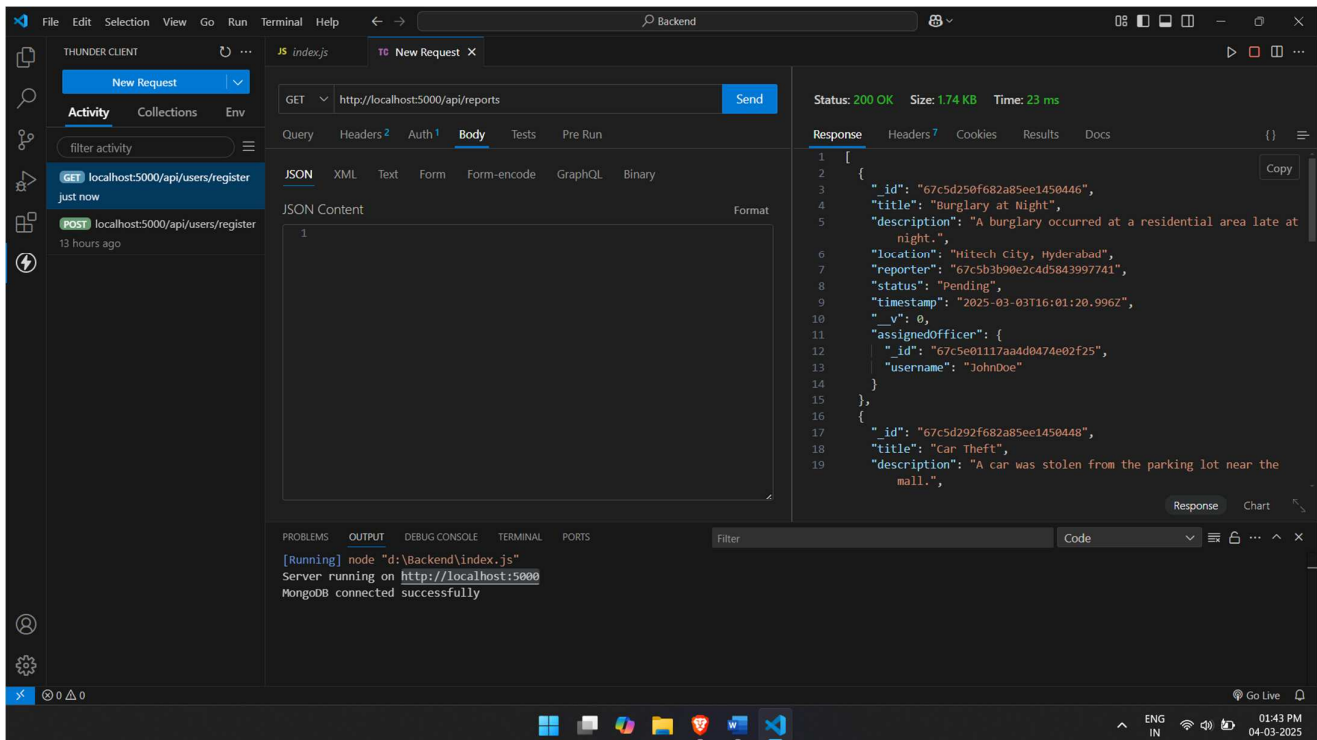 File Edit Selection View Go Run Terminal Help
Backend
THUNDER CLIENT
New Request
Activity Collections Env
filter activity
GET localhost:5000/api/users/register
just now
POST localhost:5000/api/users/register
13 hours ago
JS index.js
TC New Request
GET http://localhost:5000/api/reports Send
Query Headers 2 Auth 1 Body Tests Pre Run
JSON XML Text Form Form-encode GraphQL Binary
JSON Content Format
1
Status: 200 OK Size: 1.74 KB Time: 23 ms
Response Headers 7 Cookies Results Docs {}
Copy
1 [
2 {
3 "_id": "67c5d250f682a85ee1450446",
4 "title": "Burglary at Night",
5 "description": "A burglary occurred at a residential area late at
night.",
6 "location": "Hitech City, Hyderabad",
7 "reporter": "67c5b3b90e2c4d5843997741",
8 "status": "Pending",
9 "timestamp": "2025-03-03T16:01:20.996Z",
10 "__v": 0,
11 "assignedOfficer": {
12 "_id": "67c5e01117aa4d0474e02f25",
13 "username": "JohnDoe"
14 }
15 },
16 {
17 "_id": "67c5d292f682a85ee1450448",
18 "title": "Car Theft",
19 "description": "A car was stolen from the parking lot near the
mall.",
Response Chart
PROBLEMS OUTPUT DEBUG CONSOLE TERMINAL PORTS
Filter
Code
[Running] node "d:\Backend\index.js"
Server running on http://localhost:5000
MongoDB connected successfully
0 0
Go Live
ENG
IN
01:43 PM
04-03-2025